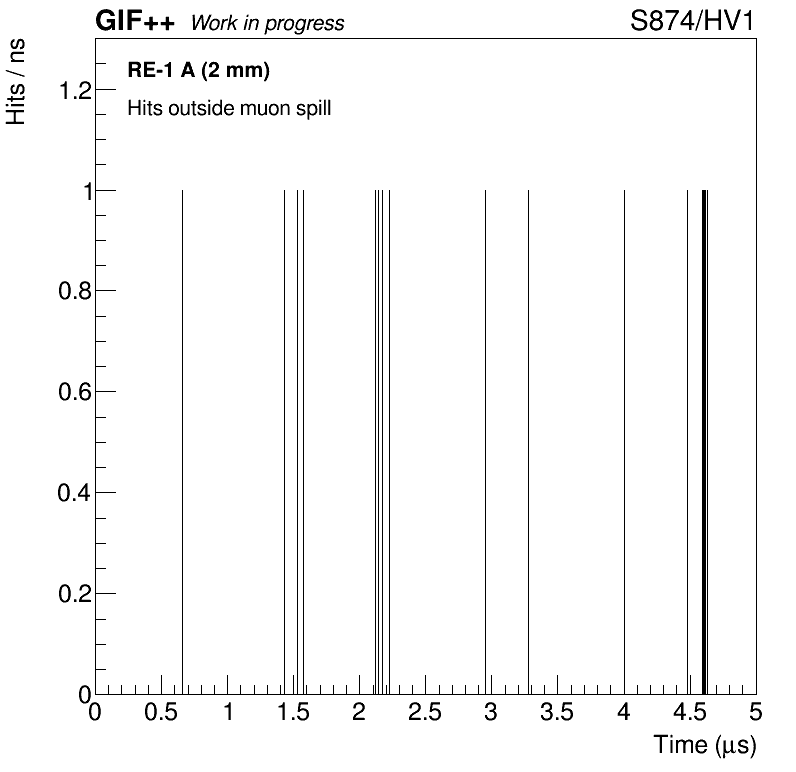 GIF++ Work in progress S874/HV1
Hits / ns
RE-1 A (2 mm)
Hits outside muon spill
1.2
1
0.8
0.6
0.4
0.2
0
0 0.5 1 1.5 2 2.5 3 3.5 4 4.5 5
Time (μs)